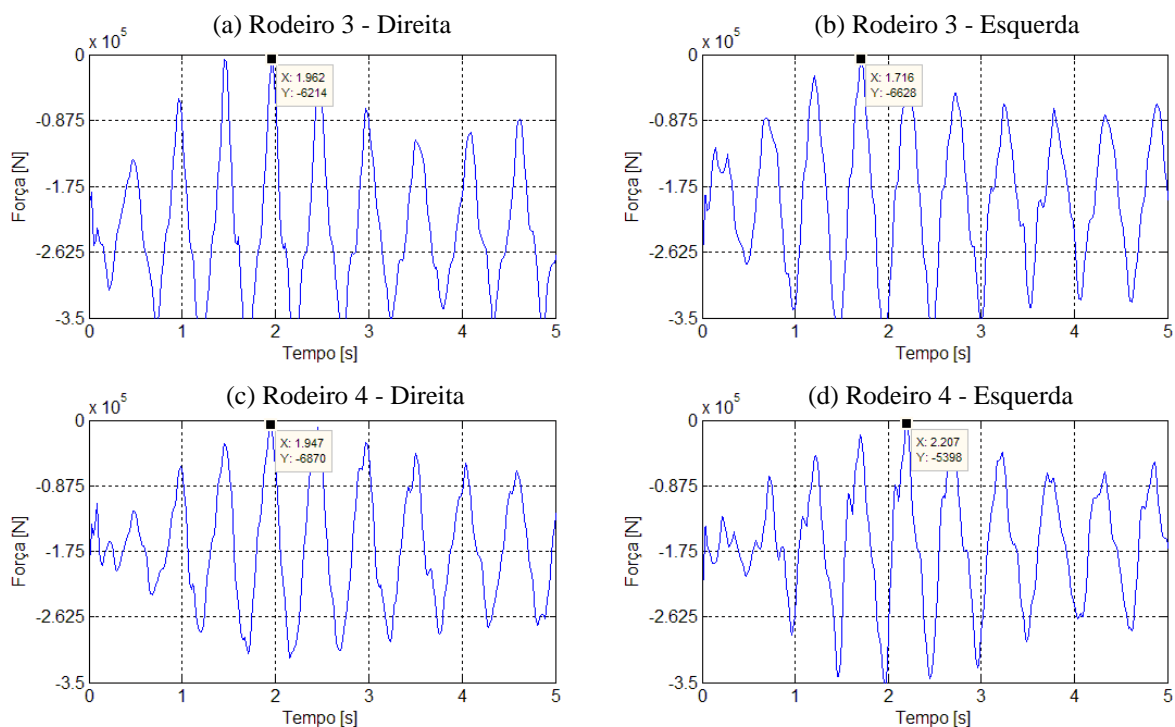 (a) Rodeiro 3 - Direita
x 10^5
0
-0.875
-1.75
-2.625
-3.5
Força [N]
X: 1.962
Y: -6214
0 1 2 3 4 5
Tempo [s]
(b) Rodeiro 3 - Esquerda
x 10^5
0
-0.875
-1.75
-2.625
-3.5
Força [N]
X: 1.716
Y: -6628
0 1 2 3 4 5
Tempo [s]
(c) Rodeiro 4 - Direita
x 10^5
0
-0.875
-1.75
-2.625
-3.5
Força [N]
X: 1.947
Y: -6870
0 1 2 3 4 5
Tempo [s]
(d) Rodeiro 4 - Esquerda
x 10^5
0
-0.875
-1.75
-2.625
-3.5
Força [N]
X: 2.207
Y: -5398
0 1 2 3 4 5
Tempo [s]